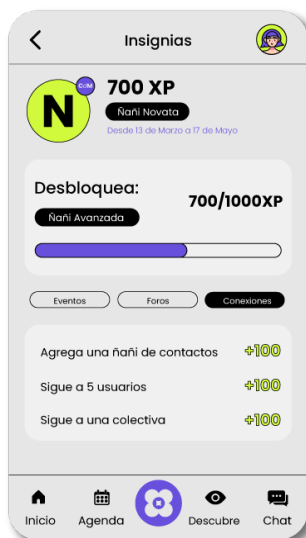 Insignias
N
C::M
700 XP
Ñañi Novata
Desde 13 de Marzo a 17 de Mayo
Desbloquea:
700/1000XP
Ñañi Avanzada
Eventos
Foros
Conexiones
Agrega una ñañi de contactos +100
Sigue a 5 usuarios +100
Sigue a una colectiva +100
Inicio
Agenda
Descubre
Chat